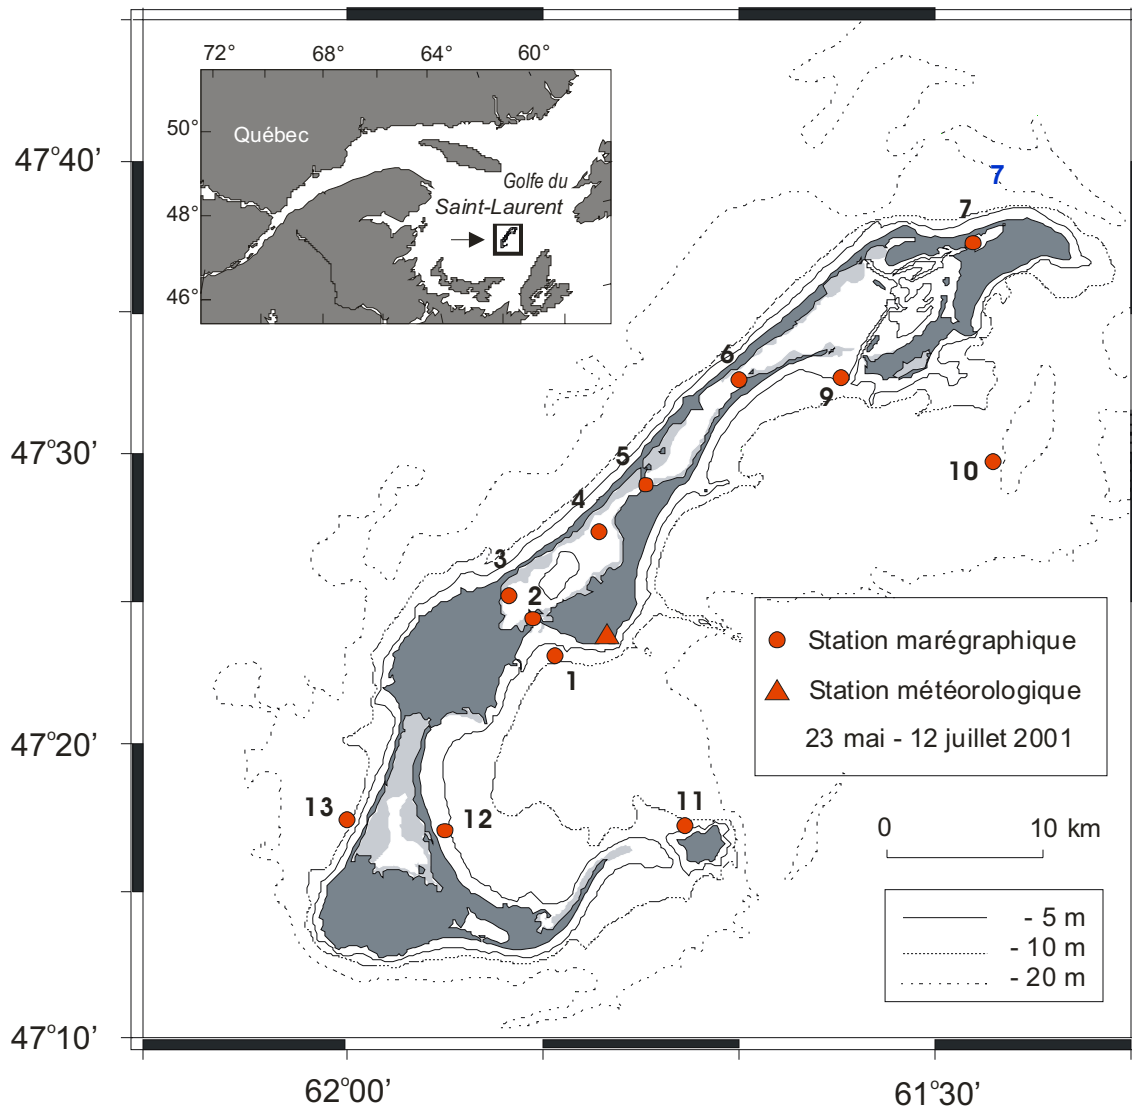 72° 68° 64° 60°
50°
Québec
Golfe du
48°
Saint-Laurent
46°
47°40’
7
7
6
9
47°30’
5
10
4
3
2
Station marégraphique
1
Station météorologique
23 mai - 12 juillet 2001
47°20’
13
12
11
0 10 km
- 5 m
- 10 m
- 20 m
47°10’
62°00’ 61°30’